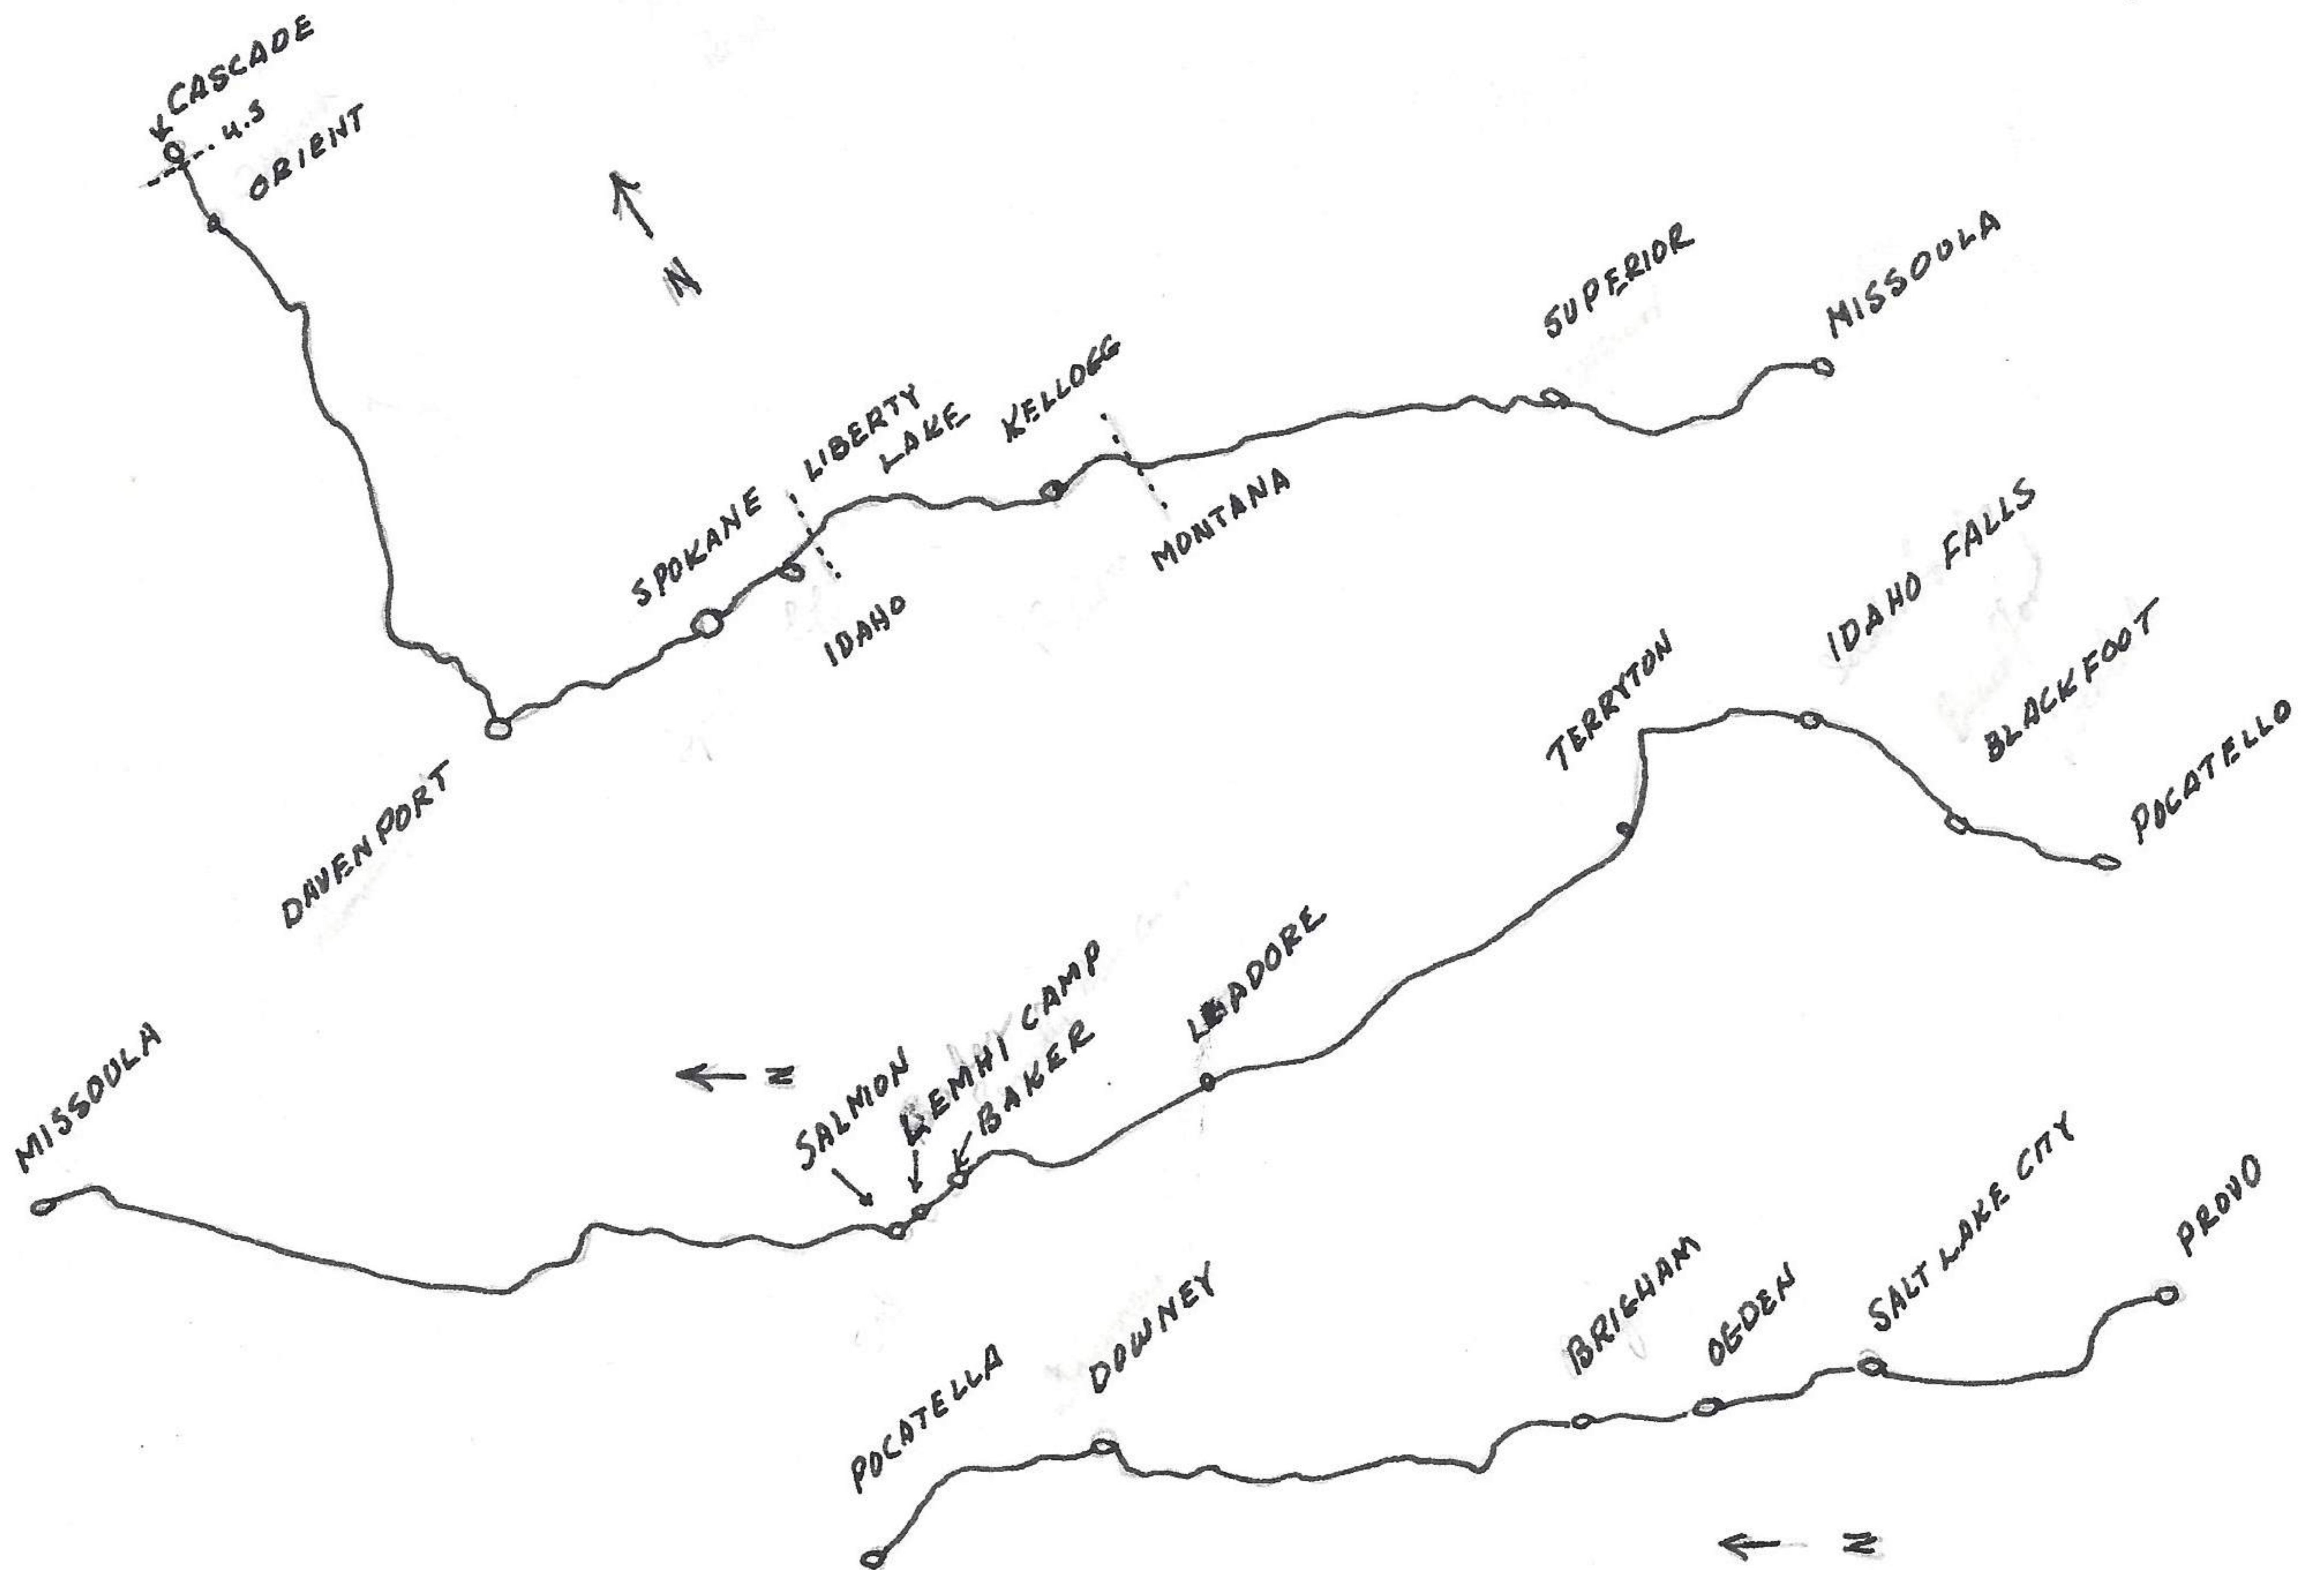 CASCADE
U.S
ORIENT
N
SUPERIOR
MISSOULA
LIBERTY
LAKE
KELLOGG
SPOKANE
IDAHO
MONTANA
DAVENPORT
TERRYTON
IDAHO FALLS
BLACKFOOT
POCATELLO
MISSOULA
N
SALMON
LEMHI CAMP
BAKER
LEADORE
POCATELLA
DOWNEY
BRIGHAM
OGDEN
SALT LAKE CITY
PROVO
N